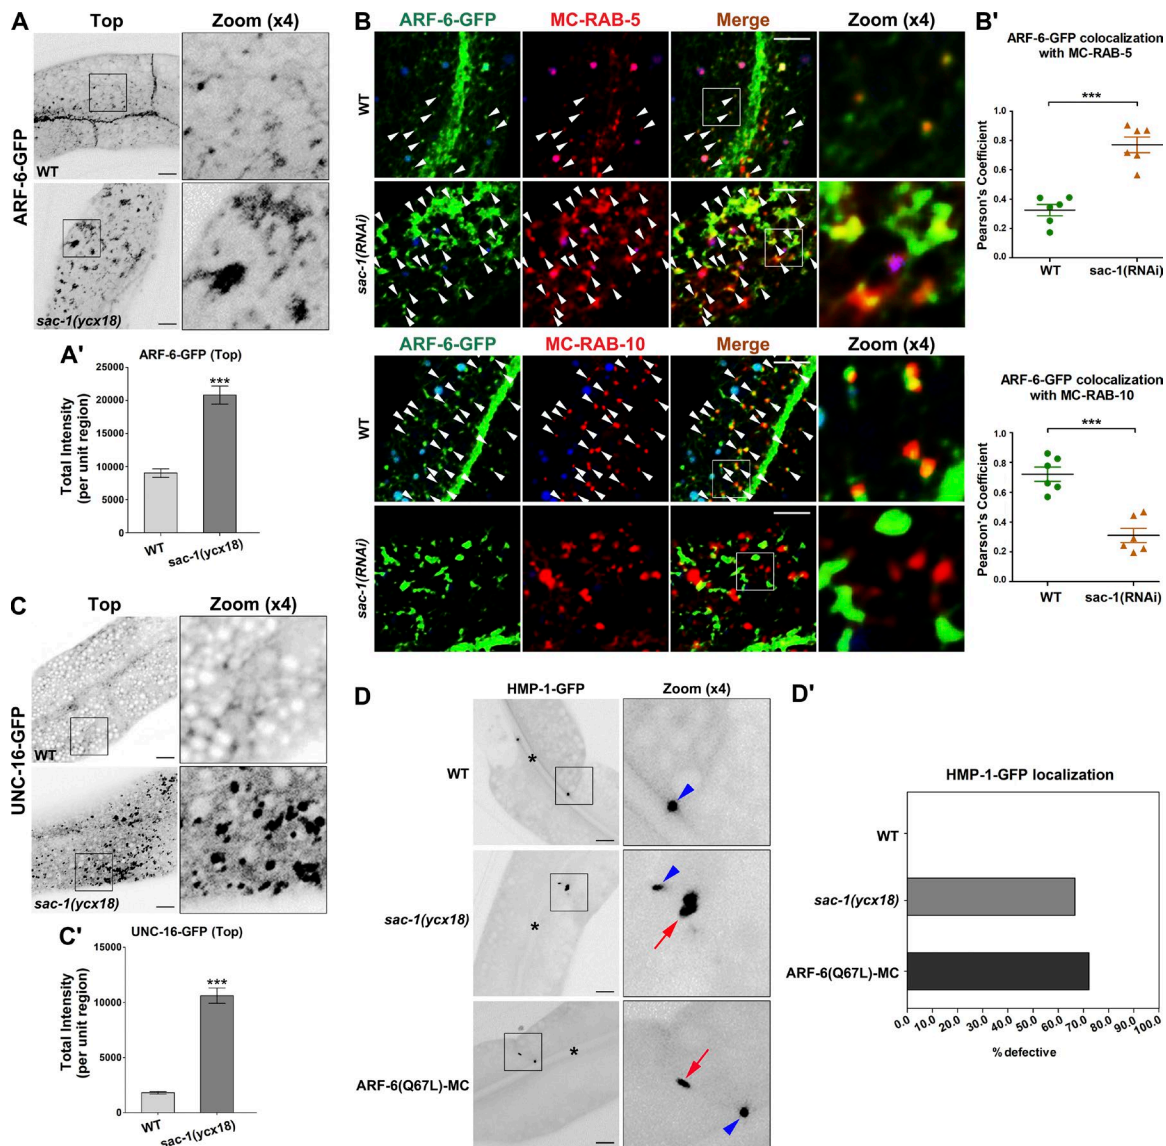 A
Top
Zoom (x4)
ARF-6-GFP
WT
sac-1(ycx18)
A'
ARF-6-GFP (Top)
Total Intensity
(per unit region)
25000
20000
15000
10000
5000
0
***
WT
sac-1(ycx18)
B
ARF-6-GFP
MC-RAB-5
Merge
Zoom (x4)
WT
sac-1(RNAi)
ARF-6-GFP
MC-RAB-10
Merge
Zoom (x4)
WT
sac-1(RNAi)
B'
ARF-6-GFP colocalization
with MC-RAB-5
Pearson's Coefficient
1.0
0.8
0.6
0.4
0.2
0.0
***
WT
sac-1(RNAi)
ARF-6-GFP colocalization
with MC-RAB-10
Pearson's Coefficient
1.0
0.8
0.6
0.4
0.2
0.0
***
WT
sac-1(RNAi)
C
Top
Zoom (x4)
UNC-16-GFP
WT
sac-1(ycx18)
C'
UNC-16-GFP (Top)
Total Intensity
(per unit region)
15000
10000
5000
0
***
WT
sac-1(ycx18)
D
HMP-1-GFP
Zoom (x4)
WT
*
sac-1(ycx18)
*
ARF-6(Q67L)-MC
*
D'
HMP-1-GFP localization
WT
sac-1(ycx18)
ARF-6(Q67L)-MC
0.0
10.0
20.0
30.0
40.0
50.0
60.0
70.0
80.0
90.0
100.0
% defective